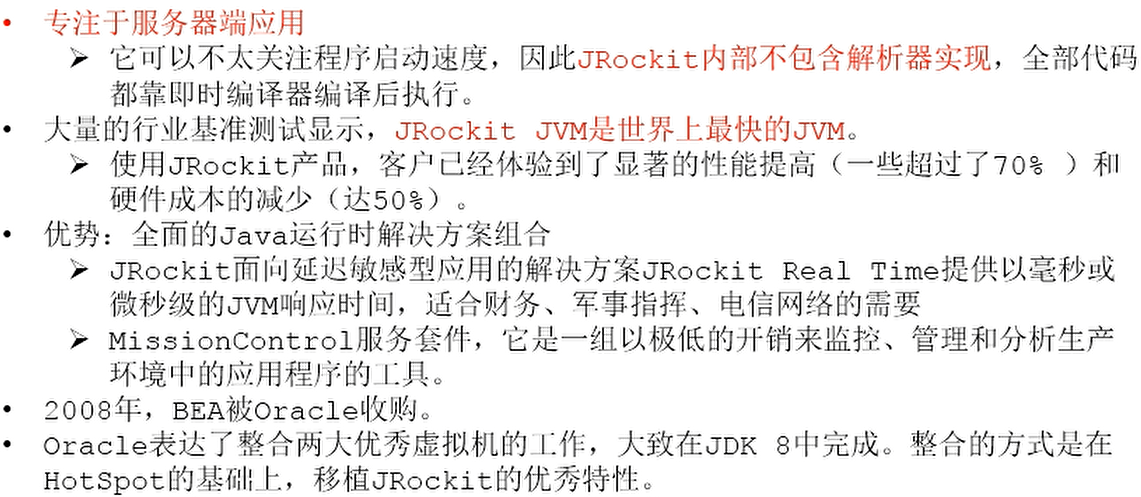 • 专注于服务器端应用
➢ 它可以不太关注程序启动速度，因此JRockit内部不包含解析器实现，全部代码
都靠即时编译器编译后执行。
• 大量的行业基准测试显示，JRockit JVM是世界上最快的JVM。
➢ 使用JRockit产品，客户已经体验到了显著的性能提高（一些超过了70% ）和
硬件成本的减少（达50%）。
• 优势：全面的Java运行时解决方案组合
➢ JRockit面向延迟敏感型应用的解决方案JRockit Real Time提供以毫秒或
微秒级的JVM响应时间，适合财务、军事指挥、电信网络的需要
➢ MissionControl服务套件，它是一组以极低的开销来监控、管理和分析生产
环境中的应用程序的工具。
• 2008年，BEA被Oracle收购。
• Oracle表达了整合两大优秀虚拟机的工作，大致在JDK 8中完成。整合的方式是在
HotSpot的基础上，移植JRockit的优秀特性。